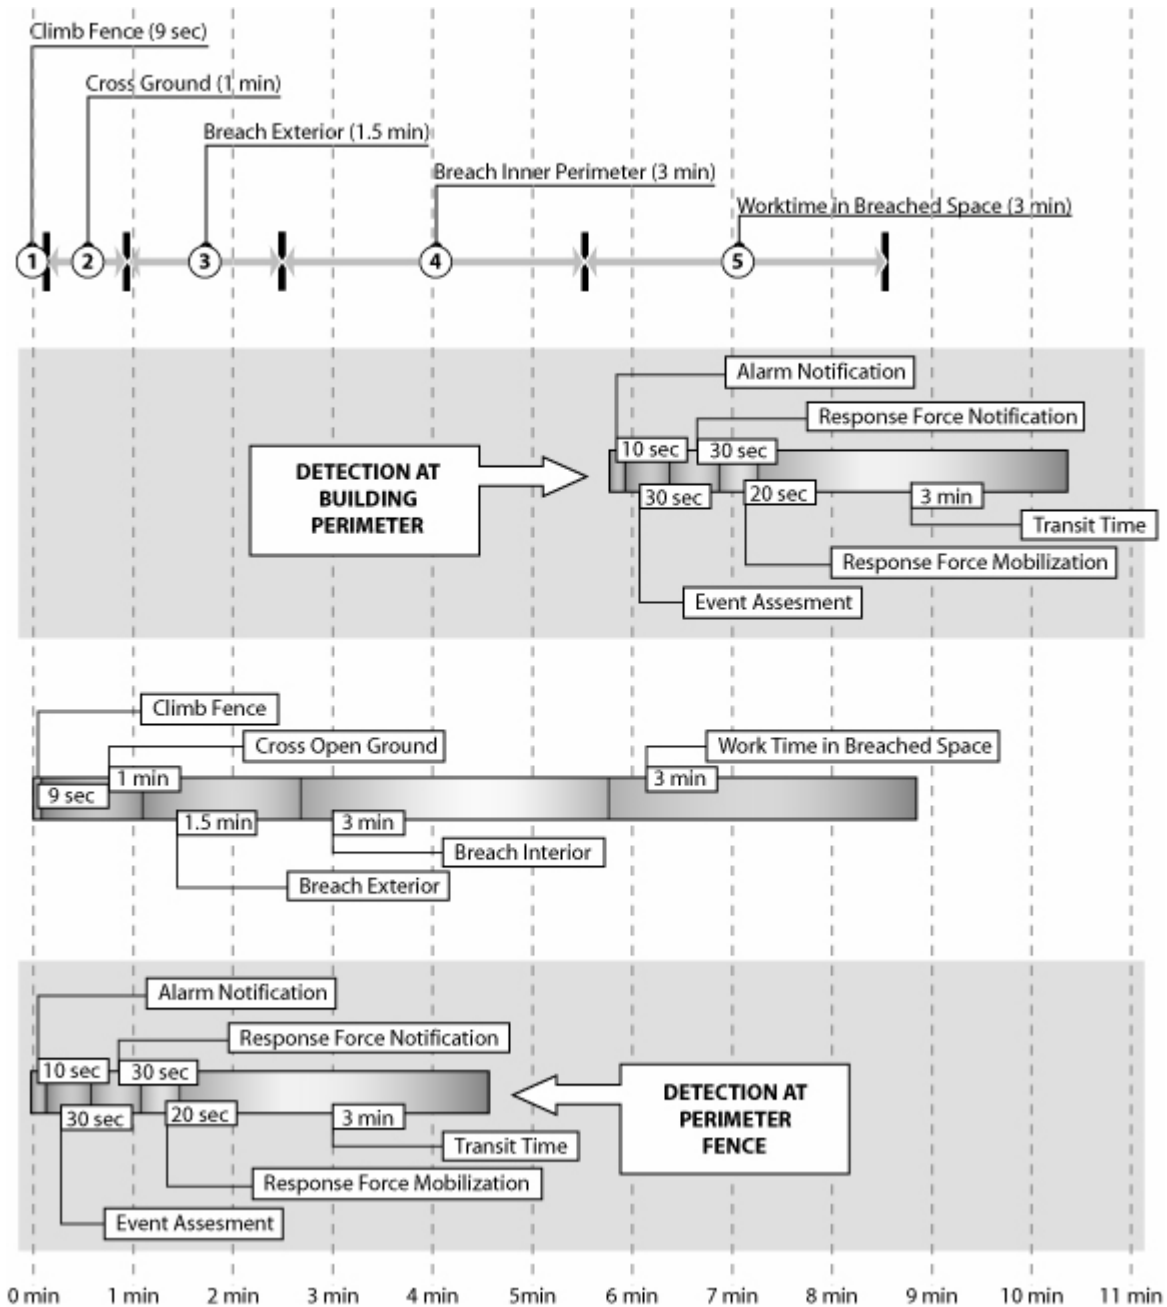 Climb Fence (9 sec)
Cross Ground (1 min)
Breach Exterior (1.5 min)
Breach Inner Perimeter (3 min)
Worktime in Breached Space (3 min)
1
2
3
4
5
Alarm Notification
Response Force Notification
10 sec
30 sec
DETECTION AT
BUILDING
PERIMETER
30 sec
20 sec
3 min
Transit Time
Response Force Mobilization
Event Assesment
Climb Fence
Cross Open Ground
Work Time in Breached Space
1 min
3 min
9 sec
1.5 min
3 min
Breach Interior
Breach Exterior
Alarm Notification
Response Force Notification
10 sec
30 sec
DETECTION AT
PERIMETER
FENCE
30 sec
20 sec
3 min
Transit Time
Response Force Mobilization
Event Assesment
0 min
1 min
2 min
3 min
4 min
5min
6 min
7 min
8 min
9 min
10 min
11 min